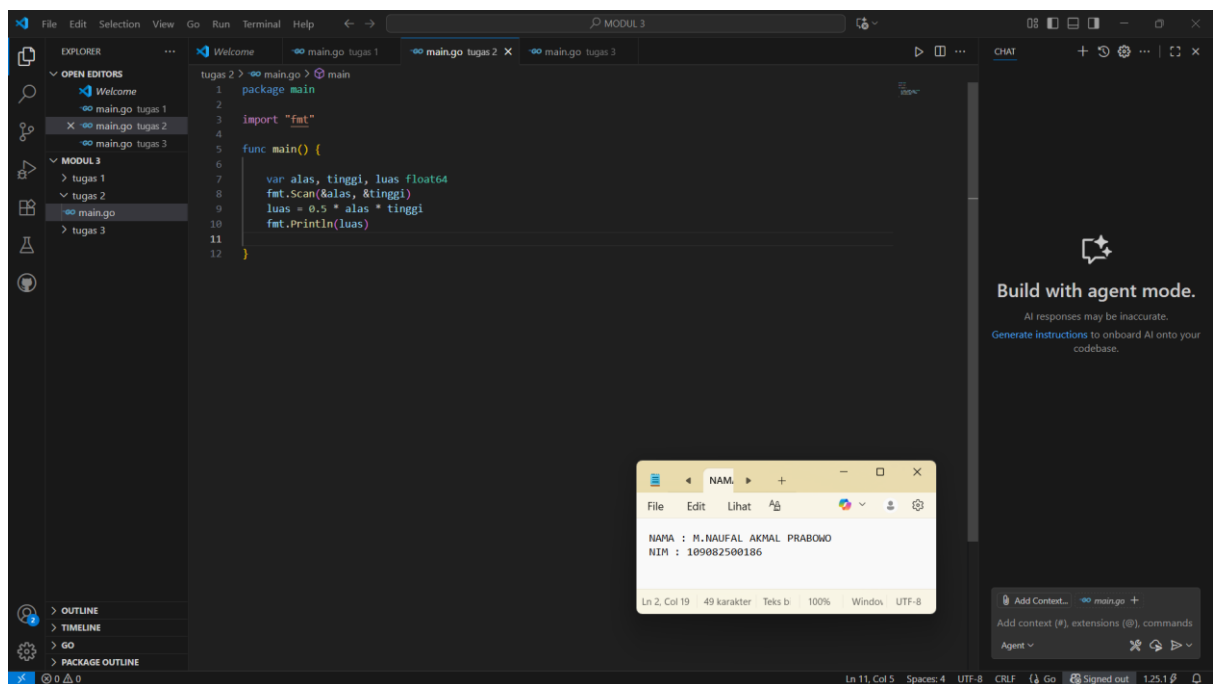 File Edit Selection View Go Run Terminal Help
MODUL 3
EXPLORER
OPEN EDITORS
Welcome
main.go tugas 1
main.go tugas 2
main.go tugas 3
MODUL 3
tugas 1
tugas 2
main.go
tugas 3
OUTLINE
TIMELINE
GO
PACKAGE OUTLINE
Welcome main.go tugas 1 main.go tugas 2 main.go tugas 3
tugas 2 > main.go > main
1 package main
2
3 import "fmt"
4
5 func main() {
6
7 var alas, tinggi, luas float64
8 fmt.Scan(&alas, &tinggi)
9 luas = 0.5 * alas * tinggi
10 fmt.Println(luas)
11
12 }
NAM
File Edit Lihat
NAMA : M.NAUFAL AKMAL PRABOWO
NIM : 109082500186
Ln 2, Col 19 49 karakter Teks b 100% Windov UTF-8
CHAT
Build with agent mode.
AI responses may be inaccurate.
Generate instructions to onboard AI onto your
codebase.
Add Context... main.go +
Add context (#), extensions (@), commands
Agent
2
0 0 Ln 11, Col 5 Spaces: 4 UTF-8 CRLF Go Signed out 1.25.1